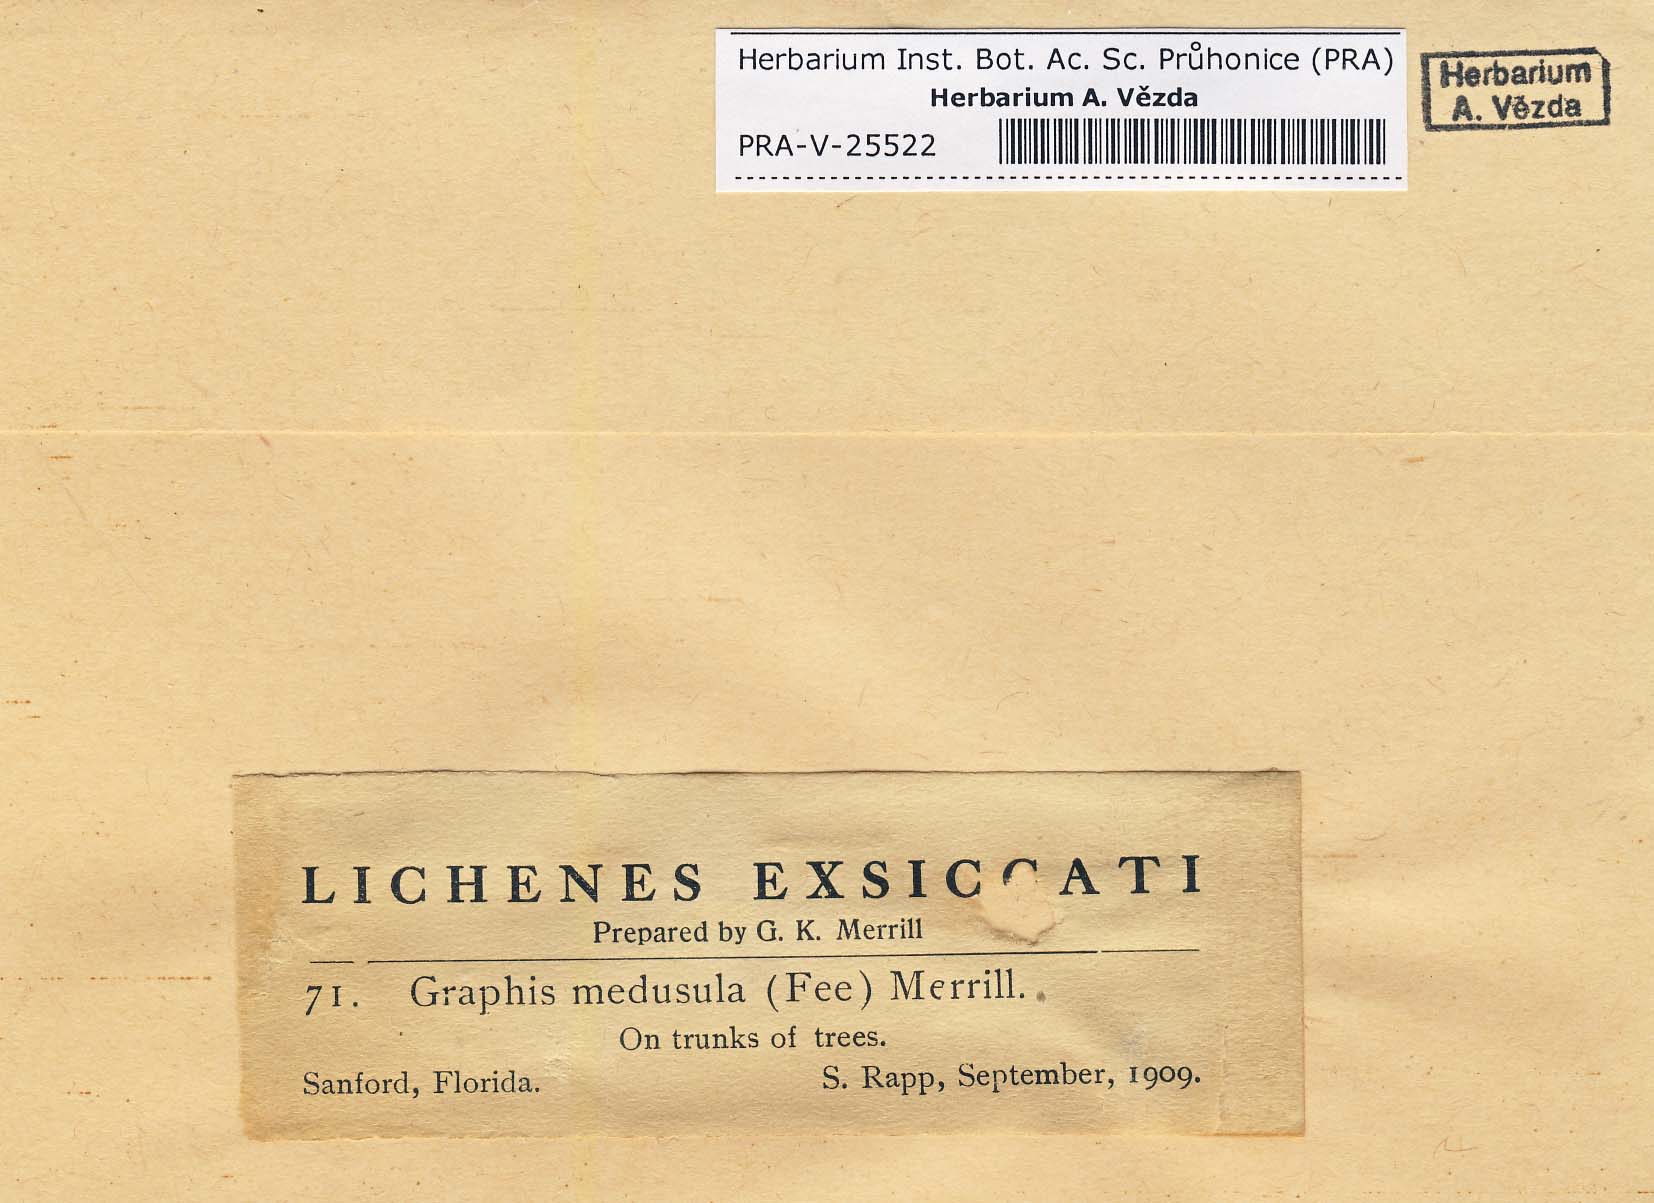 Herbarium Inst. Bot. Ac. Sc. Průhonice (PRA)
Herbarium A. Vězda
PRA-V-25522
Herbarium
A. Vězda
LICHENES EXSICCATI
Prepared by G. K. Merrill
71. Graphis medusula (Fee) Merrill.
On trunks of trees.
Sanford, Florida. S. Rapp, September, 1909.